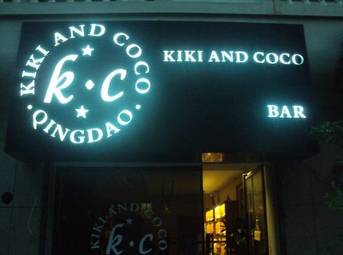 KIKI AND COCO
k·c
·QINGDAO·
KIKI AND COCO
BAR
KIKI AND COCO
k·c